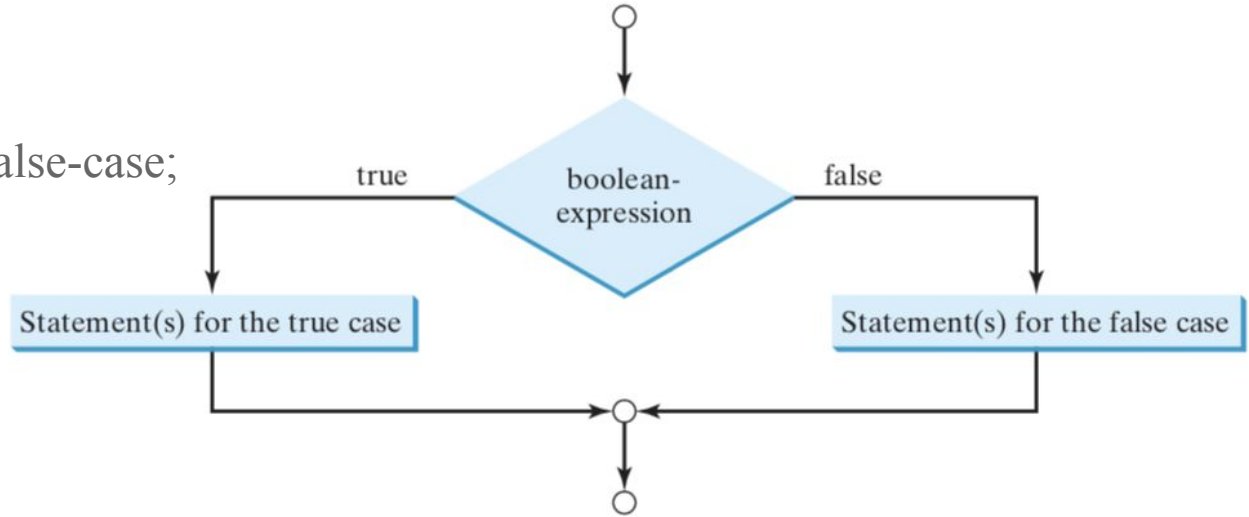 alse-case;
true
boolean-
expression
false
Statement(s) for the true case
Statement(s) for the false case